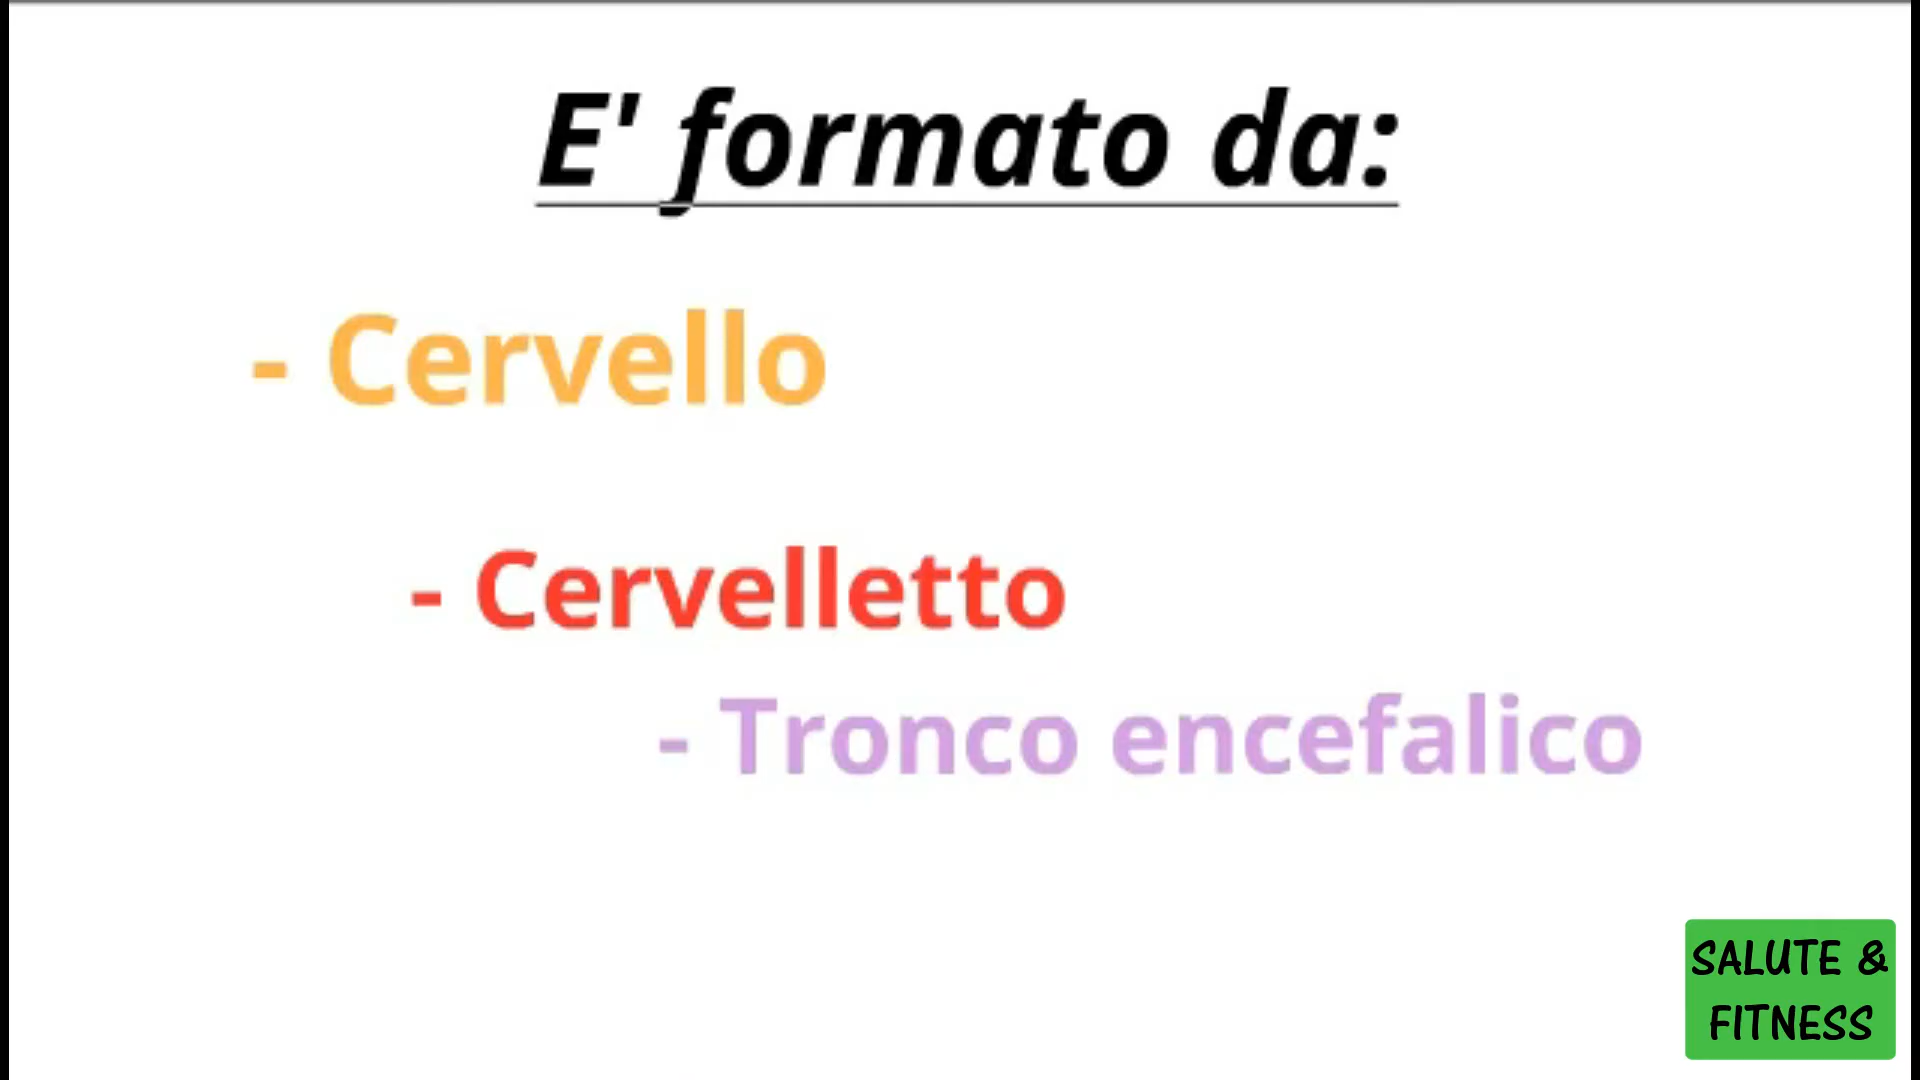 E' formato da:
- Cervello
- Cervelletto
- Tronco encefalico
SALUTE &
FITNESS